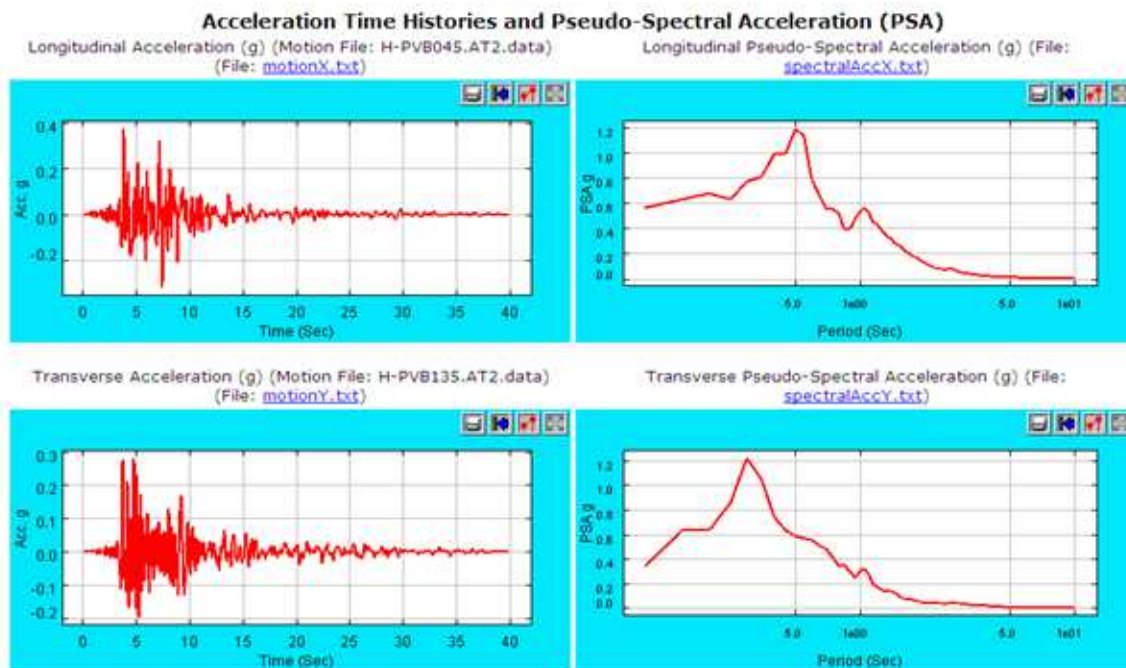 Acceleration Time Histories and Pseudo-Spectral Acceleration (PSA)
Longitudinal Acceleration (g) (Motion File: H-PVB045.AT2.data)
(File: motionX.txt)
Longitudinal Pseudo-Spectral Acceleration (g) (File:
spectralAccX.txt)
0.4
0.2
0.0
-0.2
Acc. g
0 5 10 15 20 25 30 35 40
Time (Sec)
1.2
1.0
0.8
0.6
0.4
0.2
0.0
PSA g
5.0 1e00 5.0 1e01
Period (Sec)
Transverse Acceleration (g) (Motion File: H-PVB135.AT2.data)
(File: motionY.txt)
Transverse Pseudo-Spectral Acceleration (g) (File:
spectralAccY.txt)
0.3
0.2
0.1
0.0
-0.1
-0.2
Acc. g
0 5 10 15 20 25 30 35 40
Time (Sec)
1.2
1.0
0.8
0.6
0.4
0.2
0.0
PSA g
5.0 1e00 5.0 1e01
Period (Sec)